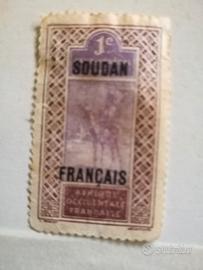 1c
SOUDAN
FRANÇAIS
AFRIQUE
OCCIDENTALE
FRANÇAISE